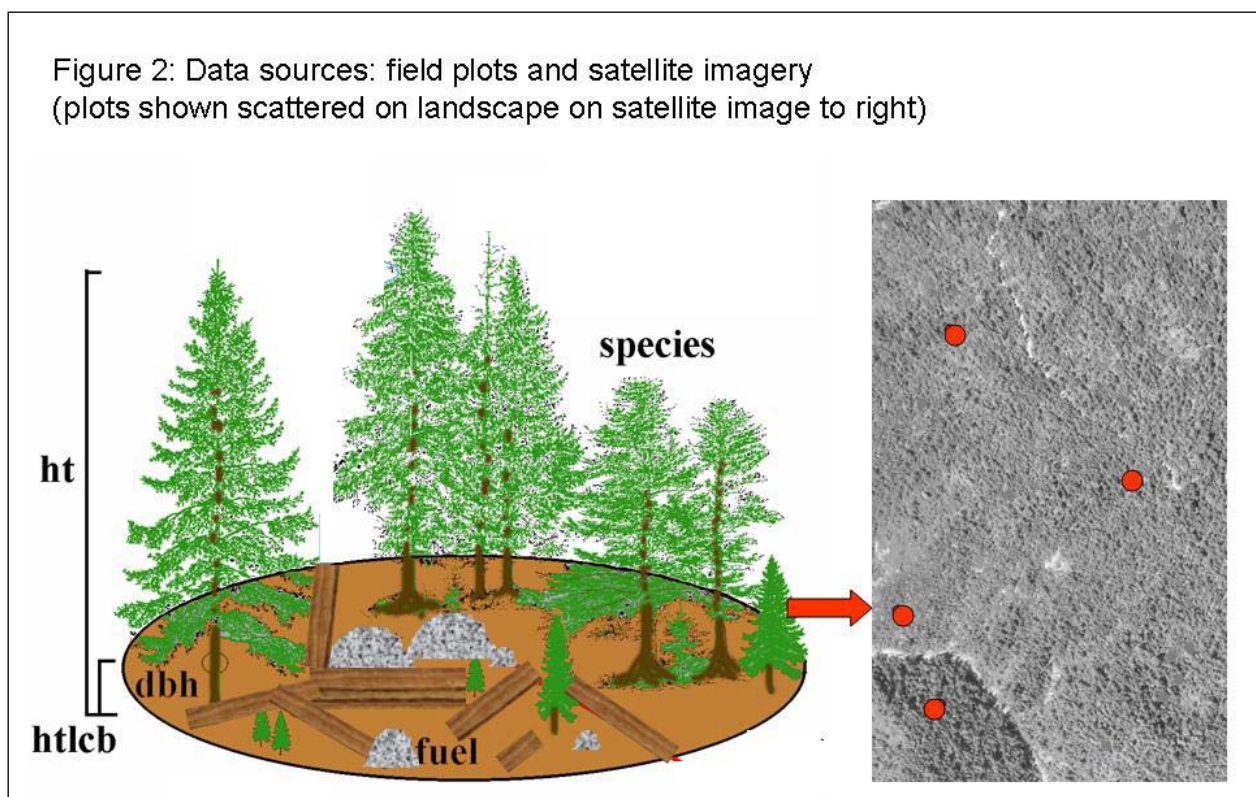 Figure 2: Data sources: field plots and satellite imagery
(plots shown scattered on landscape on satellite image to right)
species
ht
dbh
htlcb
fuel